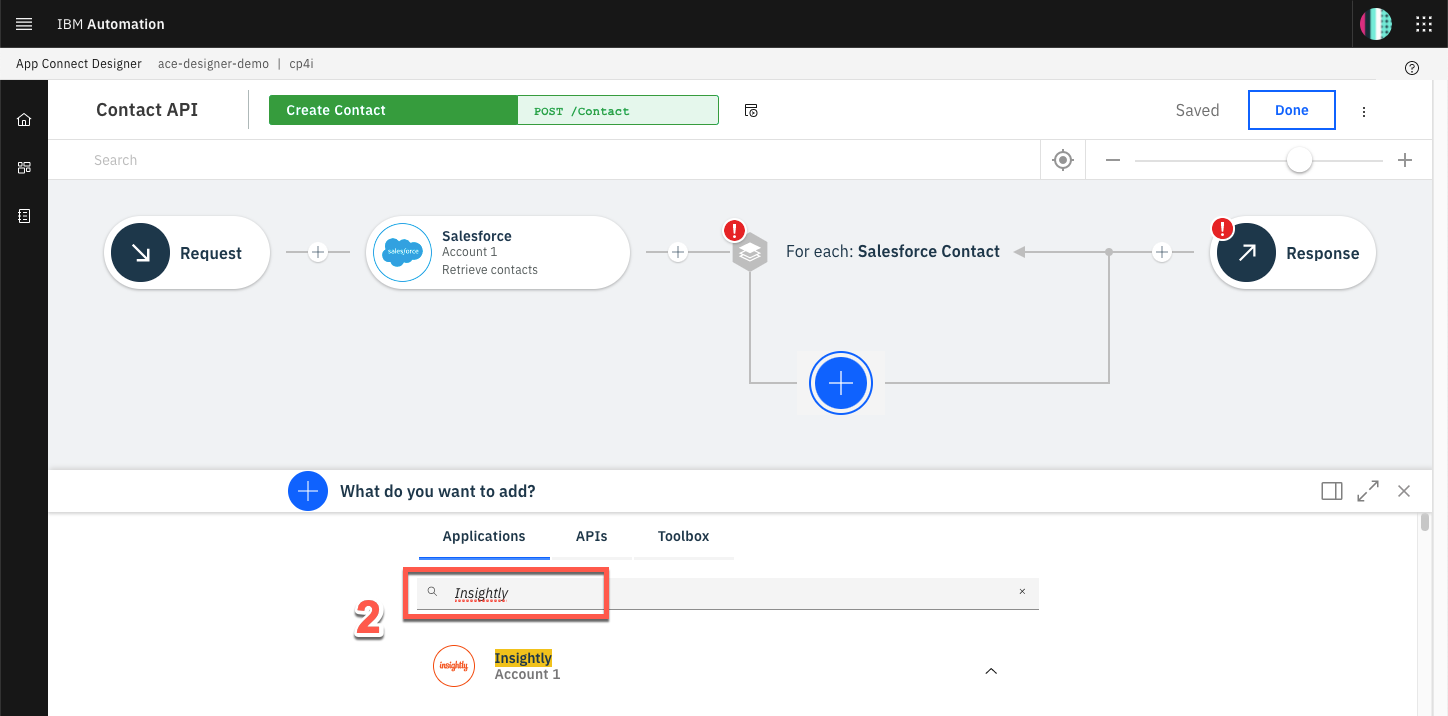 IBM Automation
App Connect Designer ace-designer-demo | cp4i
Contact API
Create Contact
POST /Contact
Saved
Done
Search
Request
salesforce
Salesforce
Account 1
Retrieve contacts
!
For each: Salesforce Contact
!
Response
What do you want to add?
Applications
APIs
Toolbox
2
Insightly
insightly
Insightly
Account 1